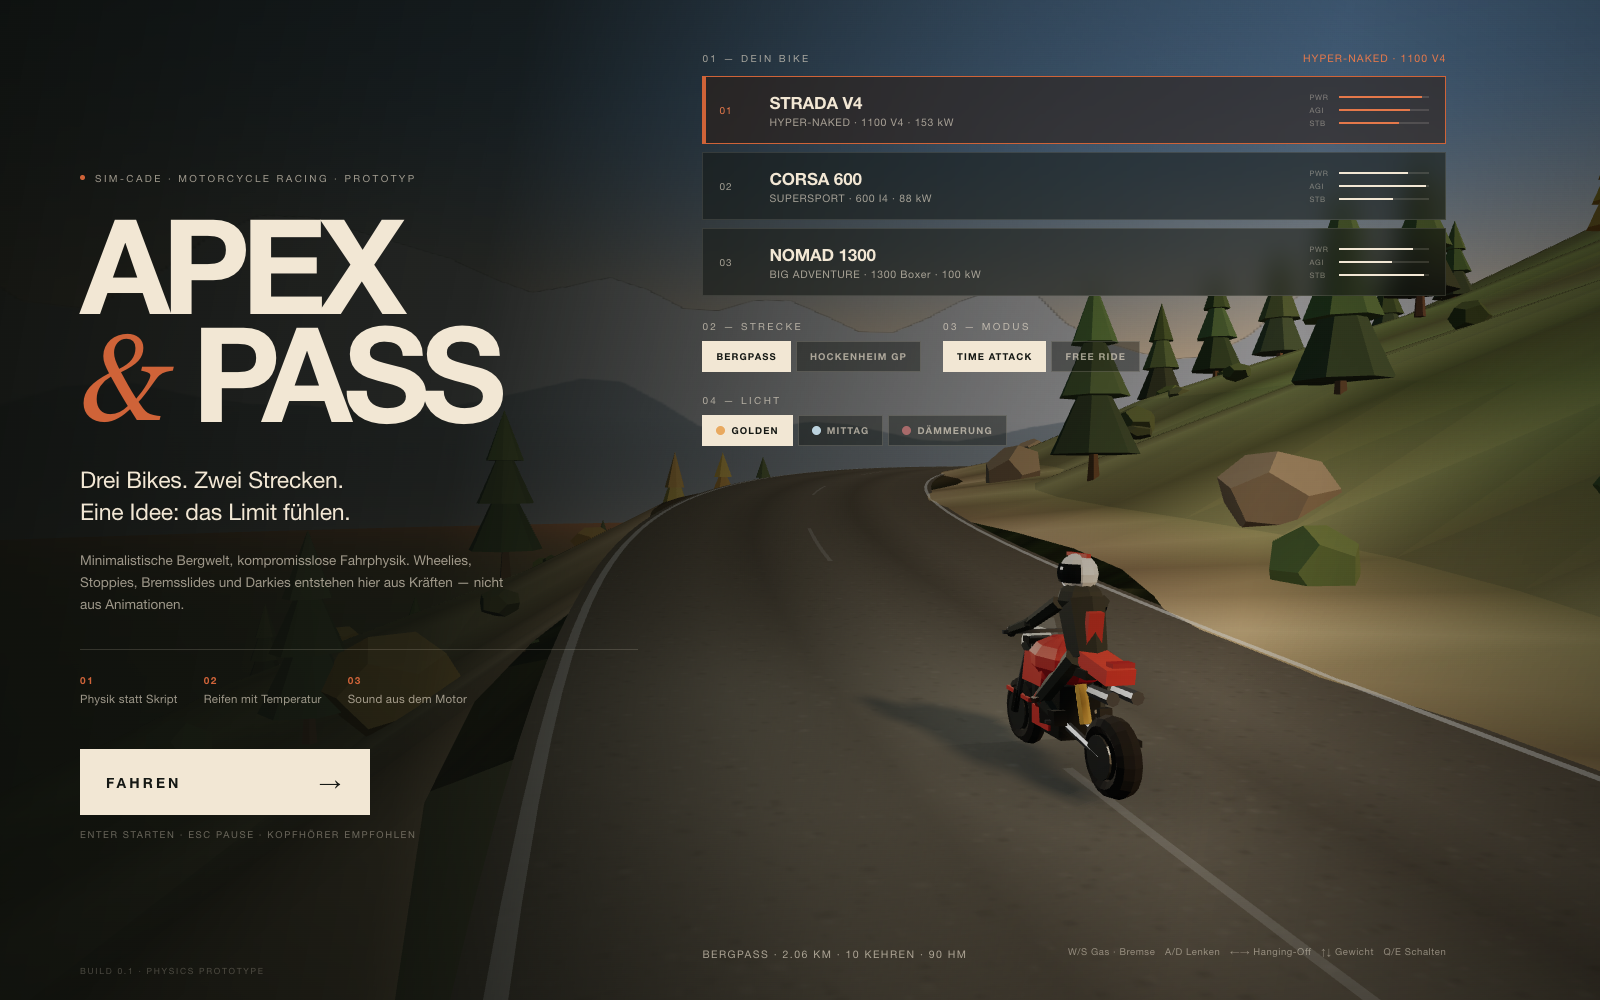 SIM-CADE · MOTORCYCLE RACING · PROTOTYP
APEX
& PASS
Drei Bikes. Zwei Strecken.
Eine Idee: das Limit fühlen.
Minimalistische Bergwelt, kompromisslose Fahrphysik. Wheelies,
Stoppies, Bremsslides und Darkies entstehen hier aus Kräften — nicht
aus Animationen.
01
Physik statt Skript
02
Reifen mit Temperatur
03
Sound aus dem Motor
FAHREN →
ENTER STARTEN · ESC PAUSE · KOPFHÖRER EMPFOHLEN
BUILD 0.1 · PHYSICS PROTOTYPE
01 — DEIN BIKE
HYPER-NAKED · 1100 V4
01
STRADA V4
HYPER-NAKED · 1100 V4 · 153 kW
PWR
AGI
STB
02
CORSA 600
SUPERSPORT · 600 I4 · 88 kW
PWR
AGI
STB
03
NOMAD 1300
BIG ADVENTURE · 1300 Boxer · 100 kW
PWR
AGI
STB
02 — STRECKE
BERGPASS
HOCKENHEIM GP
03 — MODUS
TIME ATTACK
FREE RIDE
04 — LICHT
GOLDEN
MITTAG
DÄMMERUNG
BERGPASS · 2.06 KM · 10 KEHREN · 90 HM
W/S Gas · Bremse A/D Lenken ←→ Hanging-Off ↑↓ Gewicht Q/E Schalten